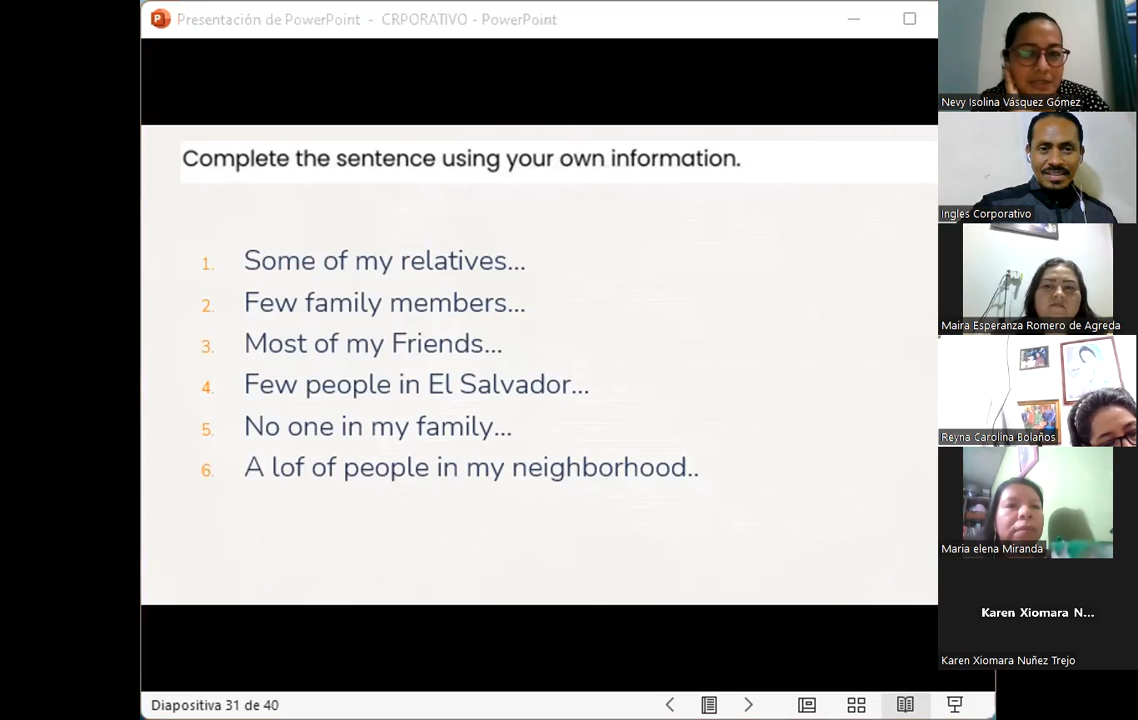 Presentación de PowerPoint - CRPORATIVO - PowerPoint
Complete the sentence using your own information.
1. Some of my relatives...
2. Few family members...
3. Most of my Friends...
4. Few people in El Salvador...
5. No one in my family...
6. A lof of people in my neighborhood..
Diapositiva 31 de 40
Nevy Isolina Vásquez Gómez
Ingles Corporativo
Maira Esperanza Romero de Agreda
Reyna Carolina Bolaños
Maria elena Miranda
Karen Xiomara N...
Karen Xiomara Nuñez Trejo